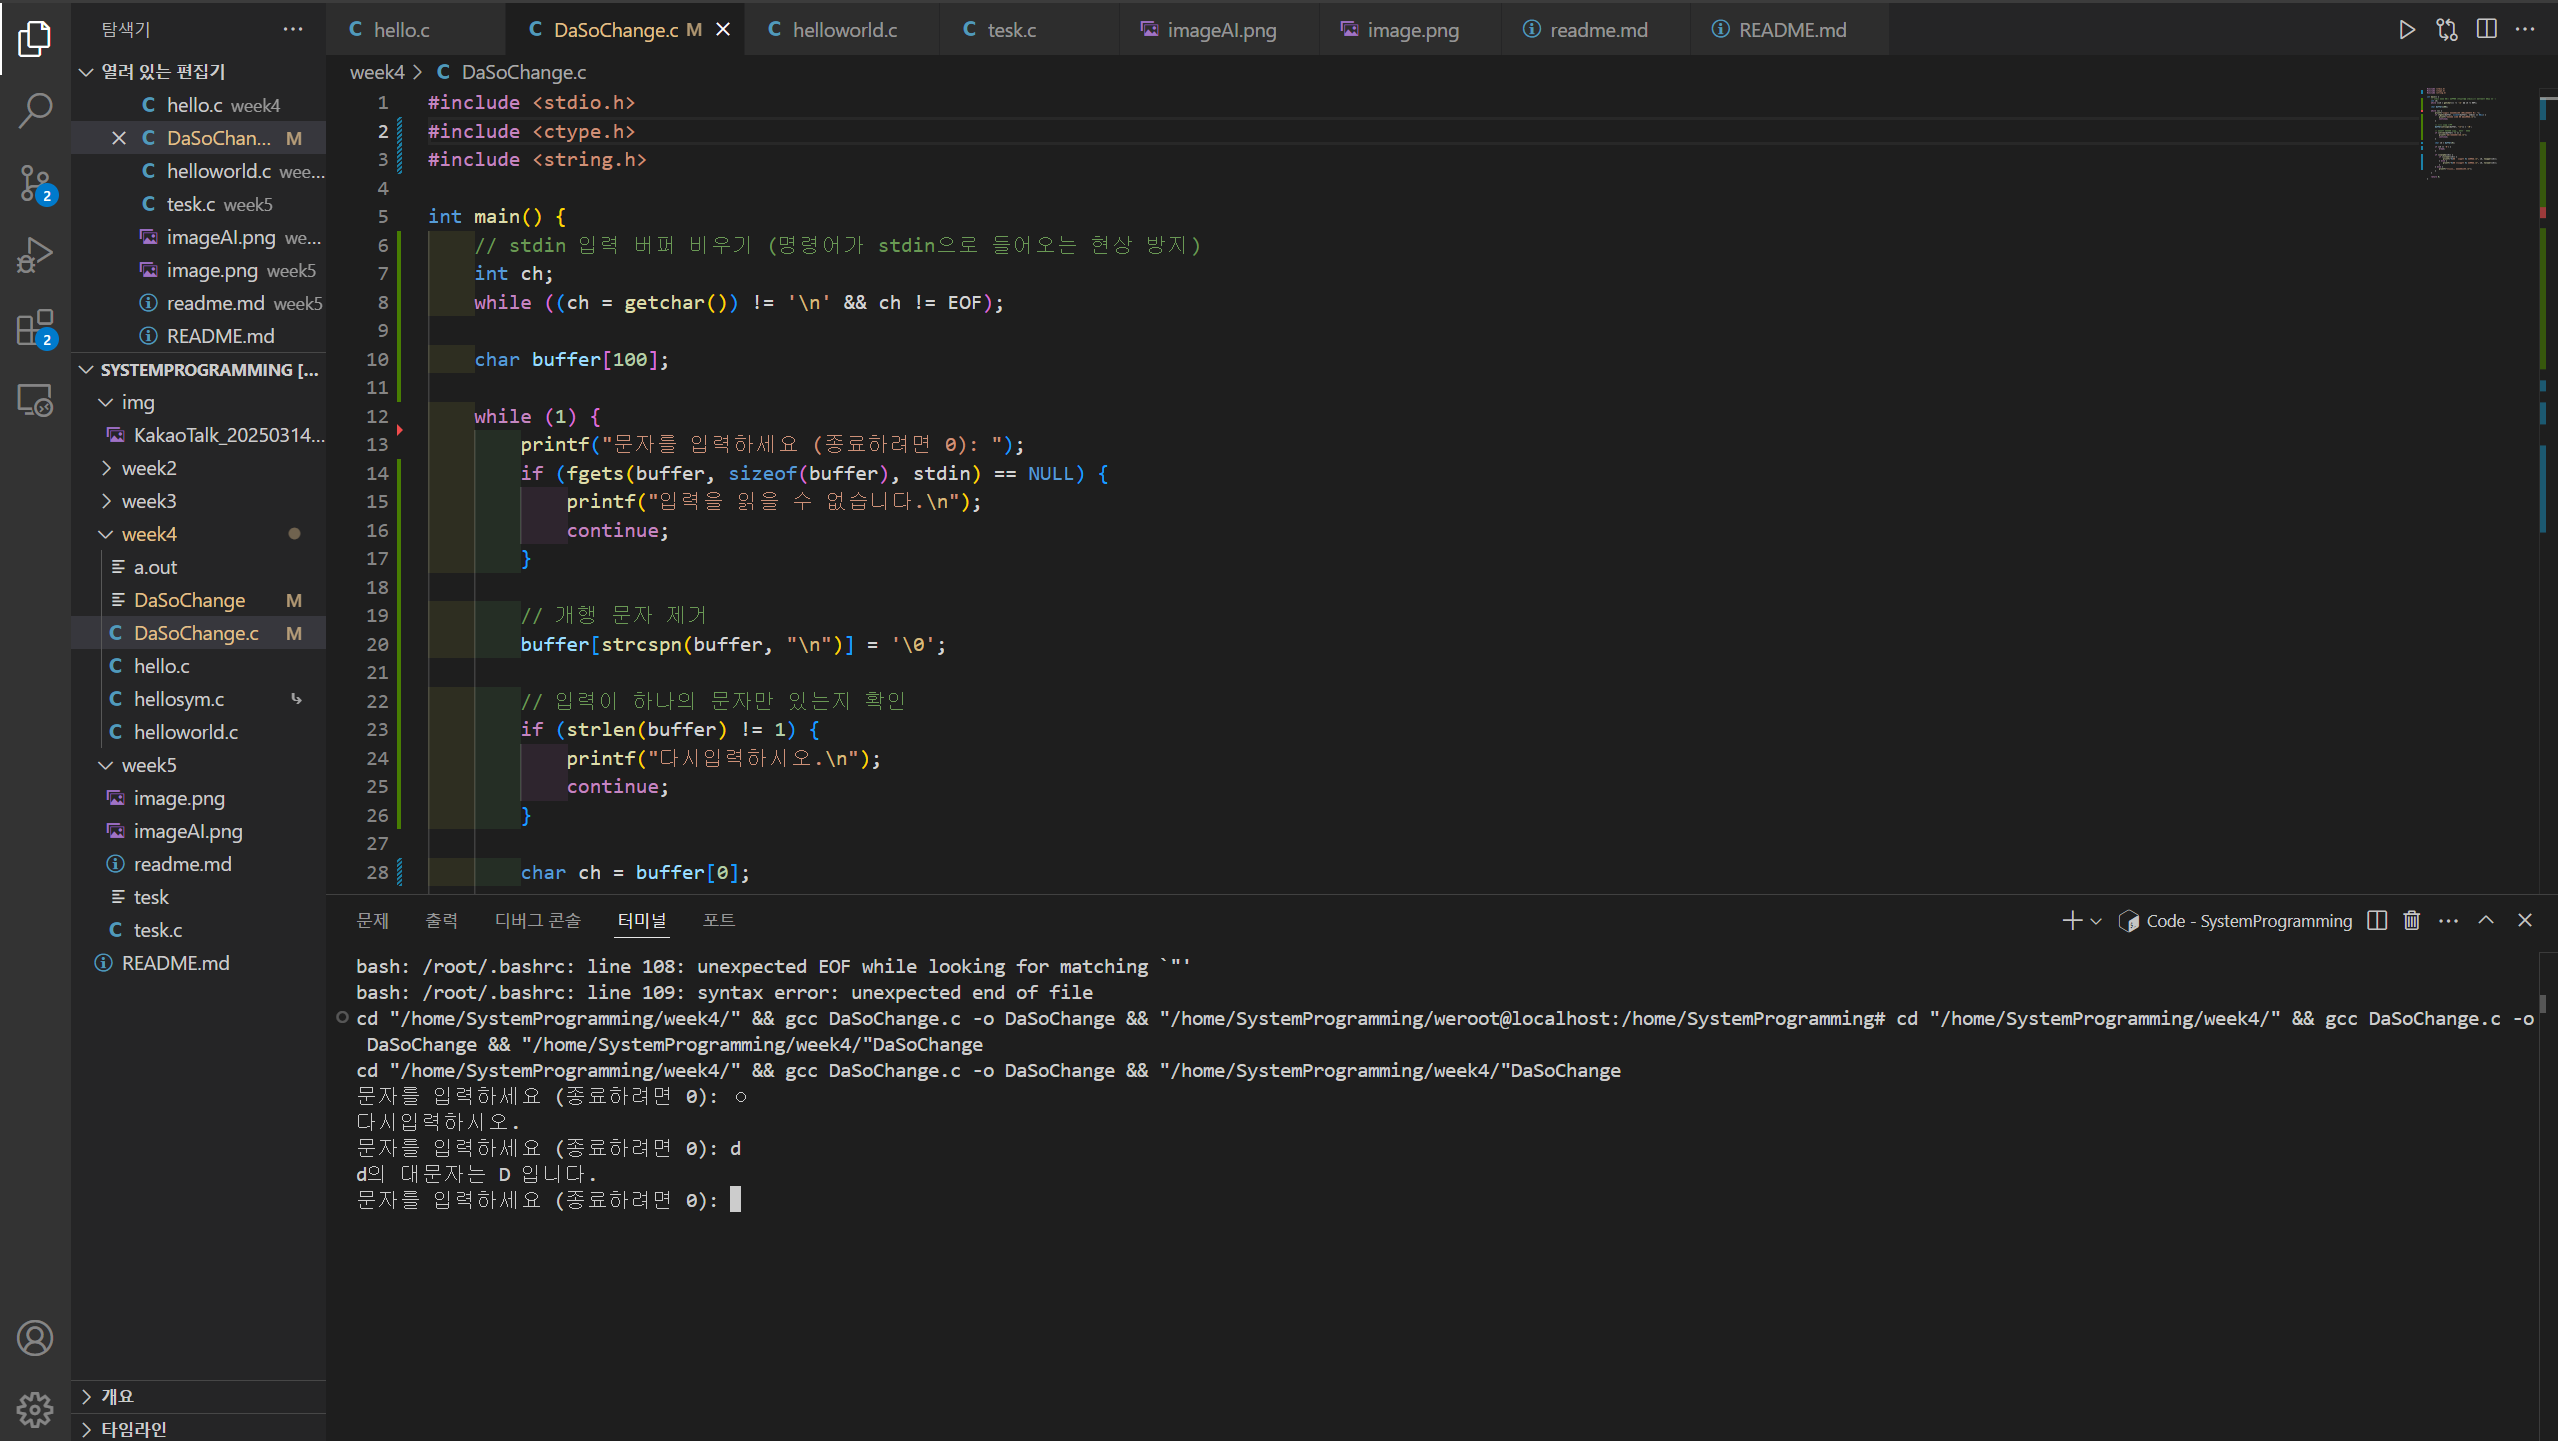 탐색기
hello.c
DaSoChange.c M
helloworld.c
tesk.c
imageAI.png
image.png
readme.md
README.md
열려 있는 편집기
hello.c week4
DaSoChan... M
helloworld.c wee...
tesk.c week5
imageAI.png we...
image.png week5
readme.md week5
README.md
2
2
SYSTEMPROGRAMMING [...
img
KakaoTalk_20250314...
week2
week3
week4
a.out
DaSoChange M
DaSoChange.c M
hello.c
hellosym.c
helloworld.c
week5
image.png
imageAI.png
readme.md
tesk
tesk.c
README.md
개요
타임라인
week4 > C DaSoChange.c
1 #include <stdio.h>
2 #include <ctype.h>
3 #include <string.h>
4
5 int main() {
6 // stdin 입력 버퍼 비우기 (명령어가 stdin으로 들어오는 현상 방지)
7 int ch;
8 while ((ch = getchar()) != '\n' && ch != EOF);
9
10 char buffer[100];
11
12 while (1) {
13 printf("문자를 입력하세요 (종료하려면 0): ");
14 if (fgets(buffer, sizeof(buffer), stdin) == NULL) {
15 printf("입력을 읽을 수 없습니다.\n");
16 continue;
17 }
18
19 // 개행 문자 제거
20 buffer[strcspn(buffer, "\n")] = '\0';
21
22 // 입력이 하나의 문자만 있는지 확인
23 if (strlen(buffer) != 1) {
24 printf("다시입력하시오.\n");
25 continue;
26 }
27
28 char ch = buffer[0];
문제 출력 디버그 콘솔 터미널 포트
Code - SystemProgramming
bash: /root/.bashrc: line 108: unexpected EOF while looking for matching `"'
bash: /root/.bashrc: line 109: syntax error: unexpected end of file
cd "/home/SystemProgramming/week4/" && gcc DaSoChange.c -o DaSoChange && "/home/SystemProgramming/weroot@localhost:/home/SystemProgramming# cd "/home/SystemProgramming/week4/" && gcc DaSoChange.c -o
DaSoChange && "/home/SystemProgramming/week4/"DaSoChange
cd "/home/SystemProgramming/week4/" && gcc DaSoChange.c -o DaSoChange && "/home/SystemProgramming/week4/"DaSoChange
문자를 입력하세요 (종료하려면 0): ㅇ
다시입력하시오.
문자를 입력하세요 (종료하려면 0): d
d의 대문자는 D 입니다.
문자를 입력하세요 (종료하려면 0):